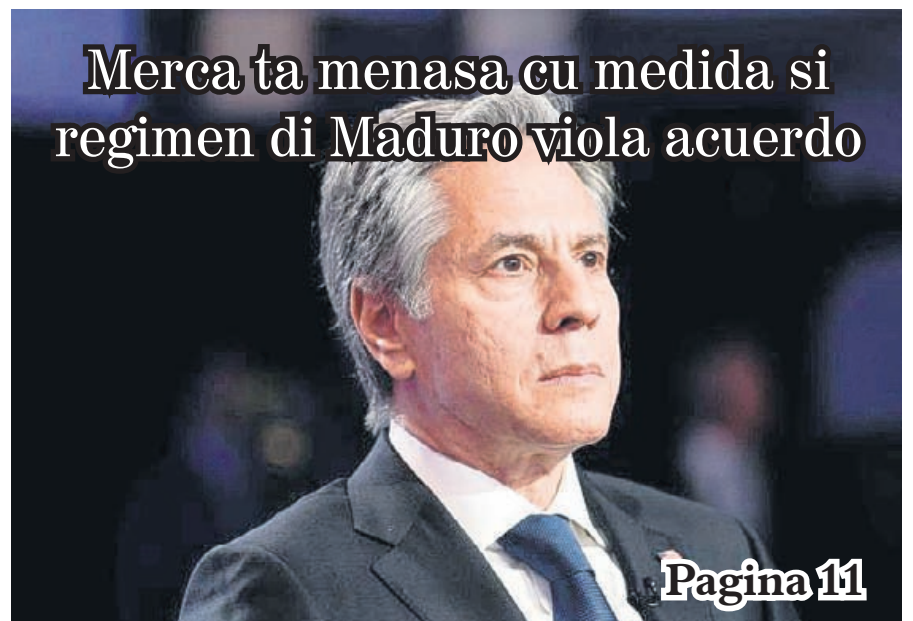 Merca ta menasa cu medida si
regimen di Maduro viola acuerdo
Pagina 11